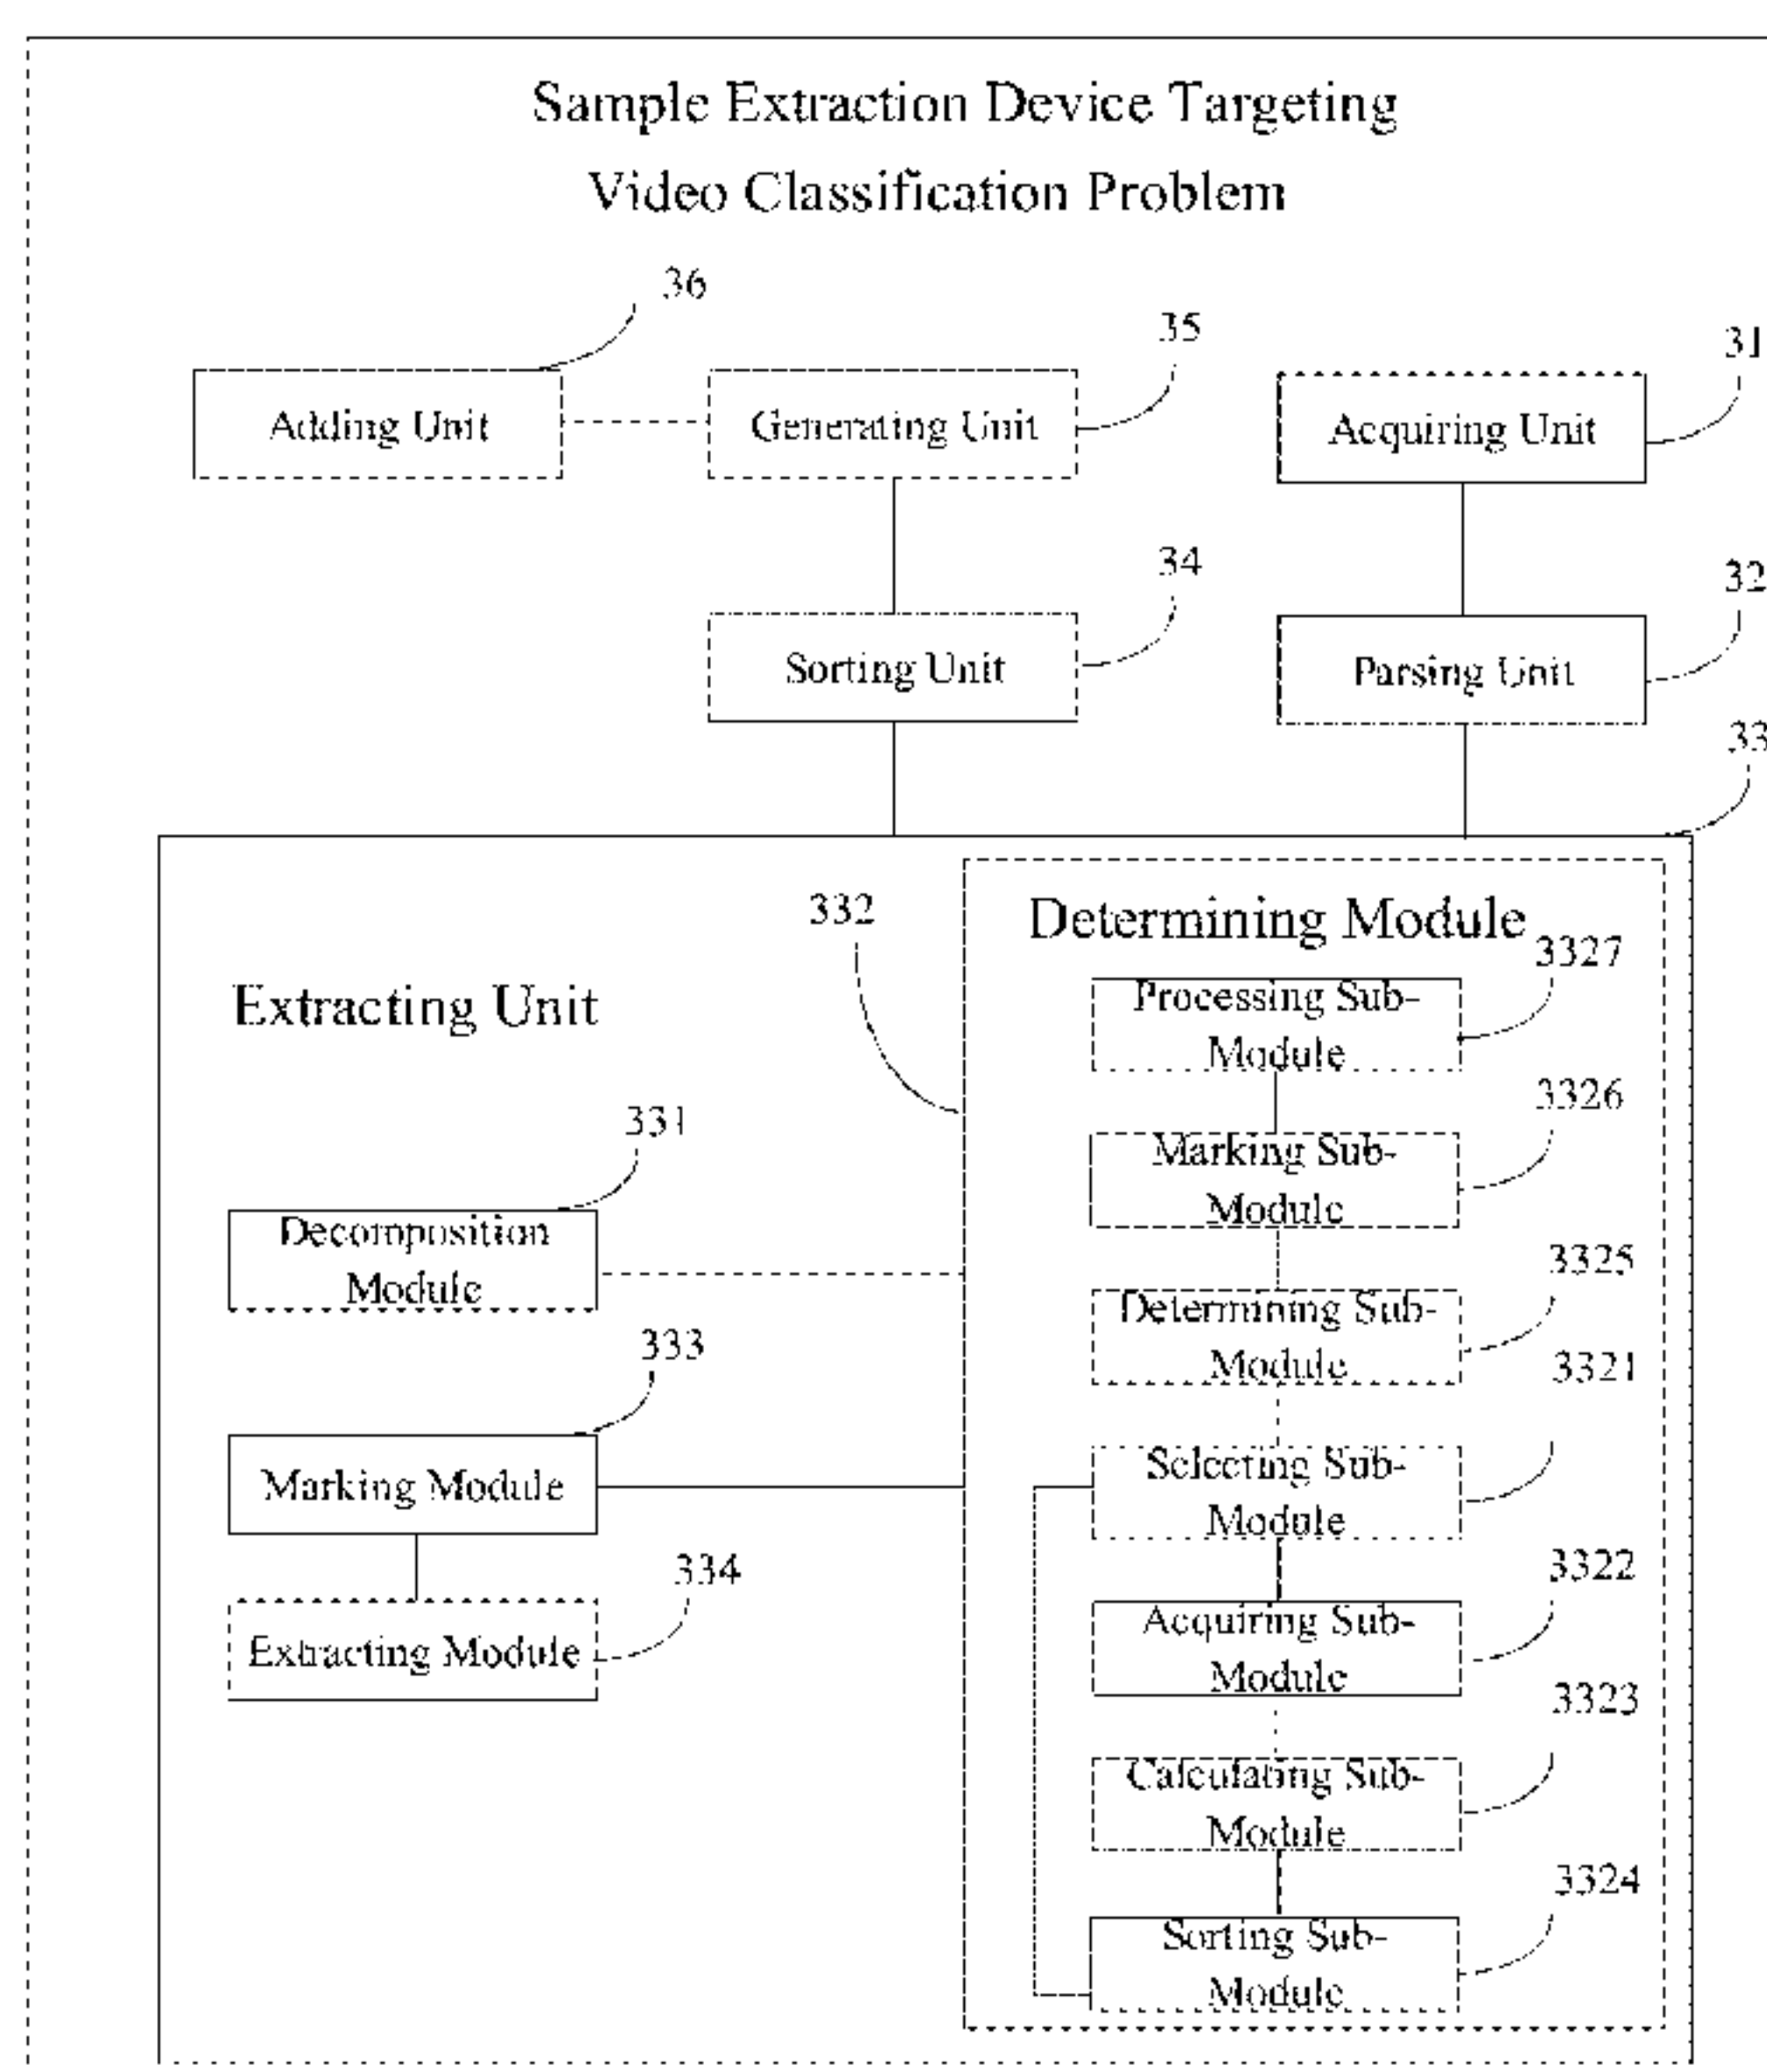 Sample Extraction Device Targeting
Video Classification Problem
36
35
31
Adding Unit
Generating Unit
Acquiring Unit
34
32
Sorting Unit
Parsing Unit
33
332
Determining Module
3327
Extracting Unit
Processing Sub-
Module
3326
331
Marking Sub-
Module
Decomposition
Module
3325
Determining Sub-
Module
333
3321
Marking Module
Selecting Sub-
Module
334
3322
Extracting Module
Acquiring Sub-
Module
3323
Calculating Sub-
Module
3324
Sorting Sub-
Module